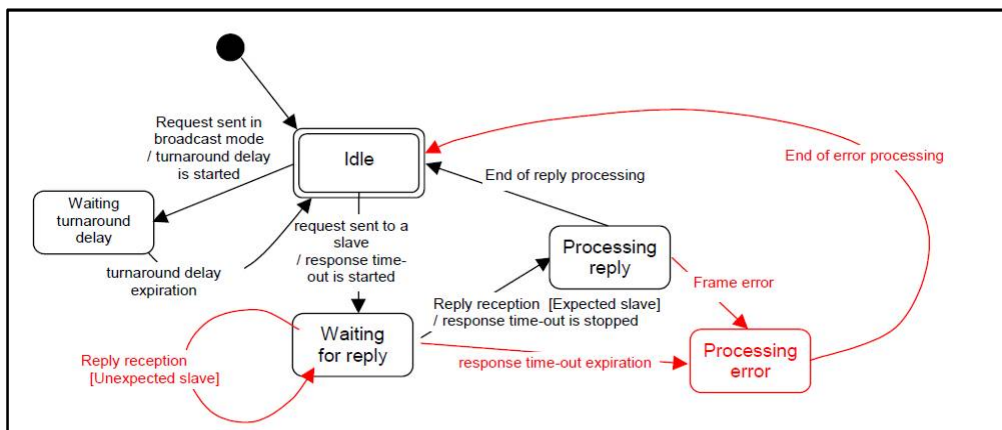 Request sent in
broadcast mode
/ turnaround delay
is started
Idle
End of error processing
End of reply processing
Waiting
turnaround
delay
request sent to a
slave
/ response time-
out is started
Processing
reply
turnaround delay
expiration
Frame error
Reply reception [Expected slave]
/ response time-out is stopped
Waiting
for reply
Reply reception
[Unexpected slave]
response time-out expiration
Processing
error